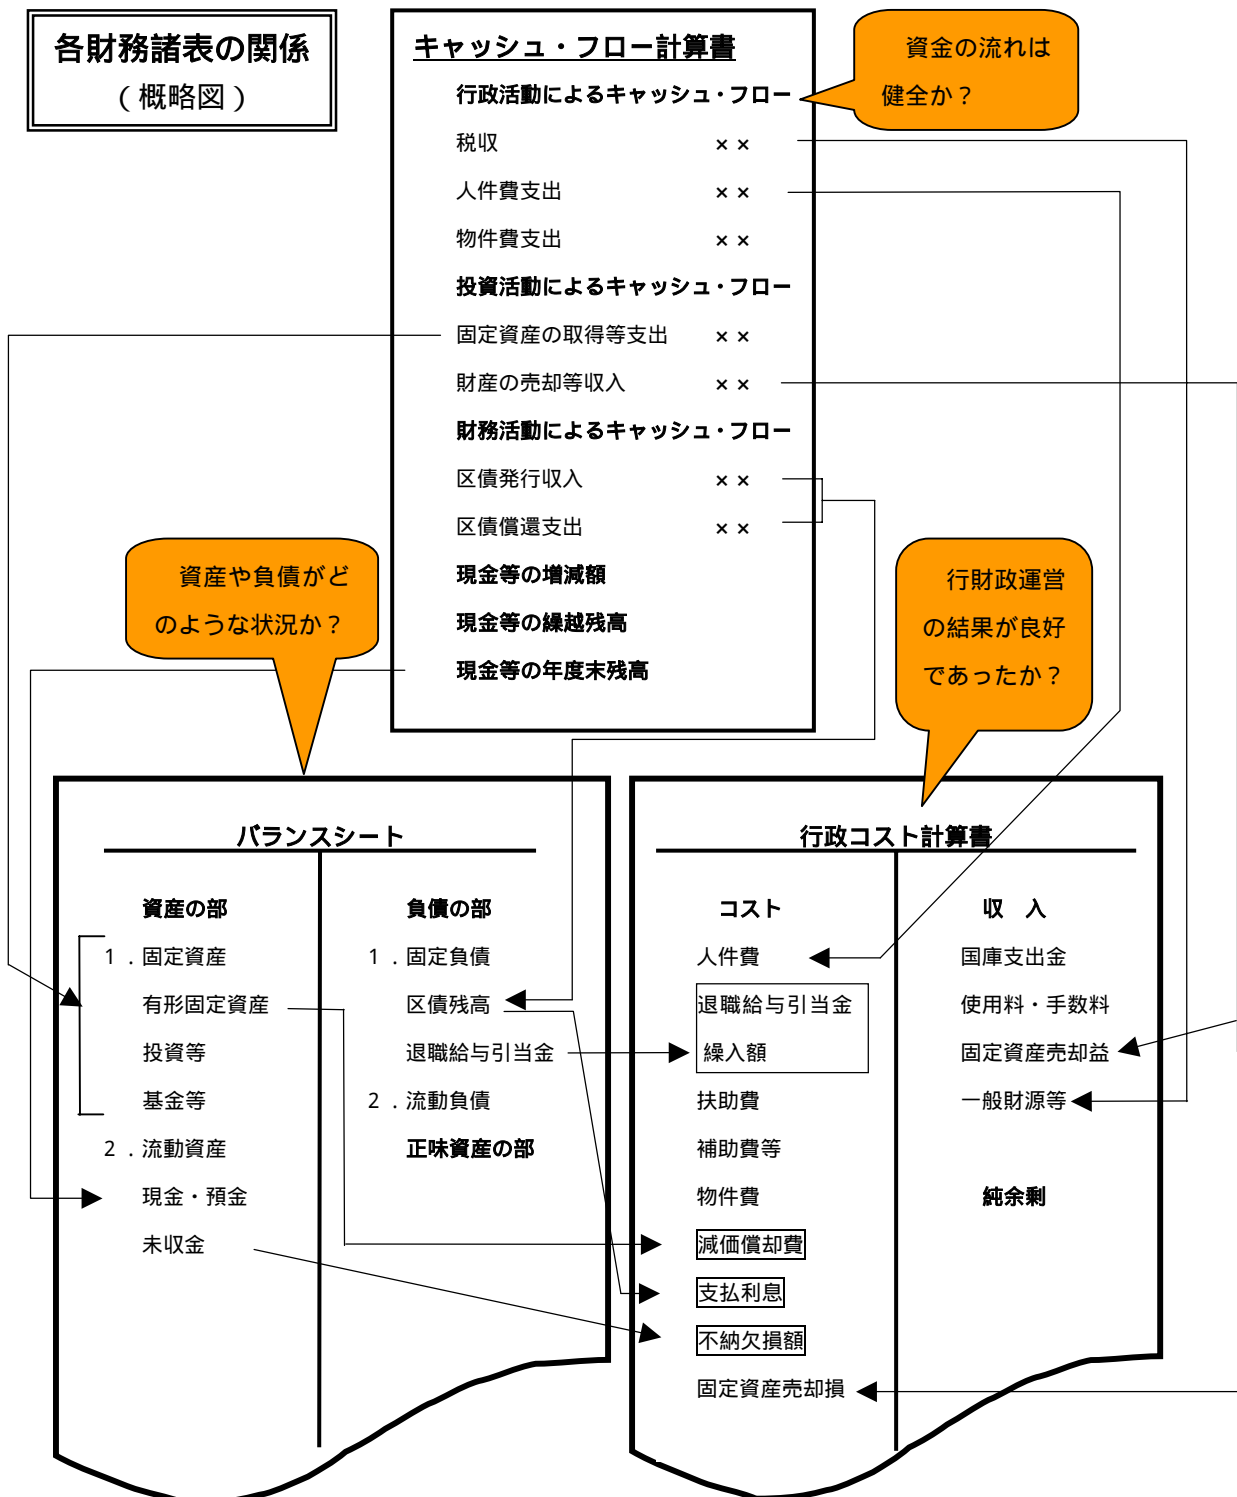 各財務諸表の関係
(概略図)
キャッシュ・フロー計算書
行政活動によるキャッシュ・フロー
税収 ××
人件費支出 ××
物件費支出 ××
投資活動によるキャッシュ・フロー
固定資産の取得等支出 ××
財産の売却等収入 ××
財務活動によるキャッシュ・フロー
区債発行収入 ××
区債償還支出 ××
現金等の増減額
現金等の繰越残高
現金等の年度末残高
資金の流れは
健全か?
資産や負債がど
のような状況か?
行財政運営
の結果が良好
であったか?
バランスシート
資産の部
1.固定資産
有形固定資産
投資等
基金等
2.流動資産
現金・預金
未収金
負債の部
1.固定負債
区債残高
退職給与引当金
2.流動負債
正味資産の部
行政コスト計算書
コスト
人件費
退職給与引当金
繰入額
扶助費
補助費等
物件費
減価償却費
支払利息
不納欠損額
固定資産売却損
収 入
国庫支出金
使用料・手数料
固定資産売却益
一般財源等
純余剰